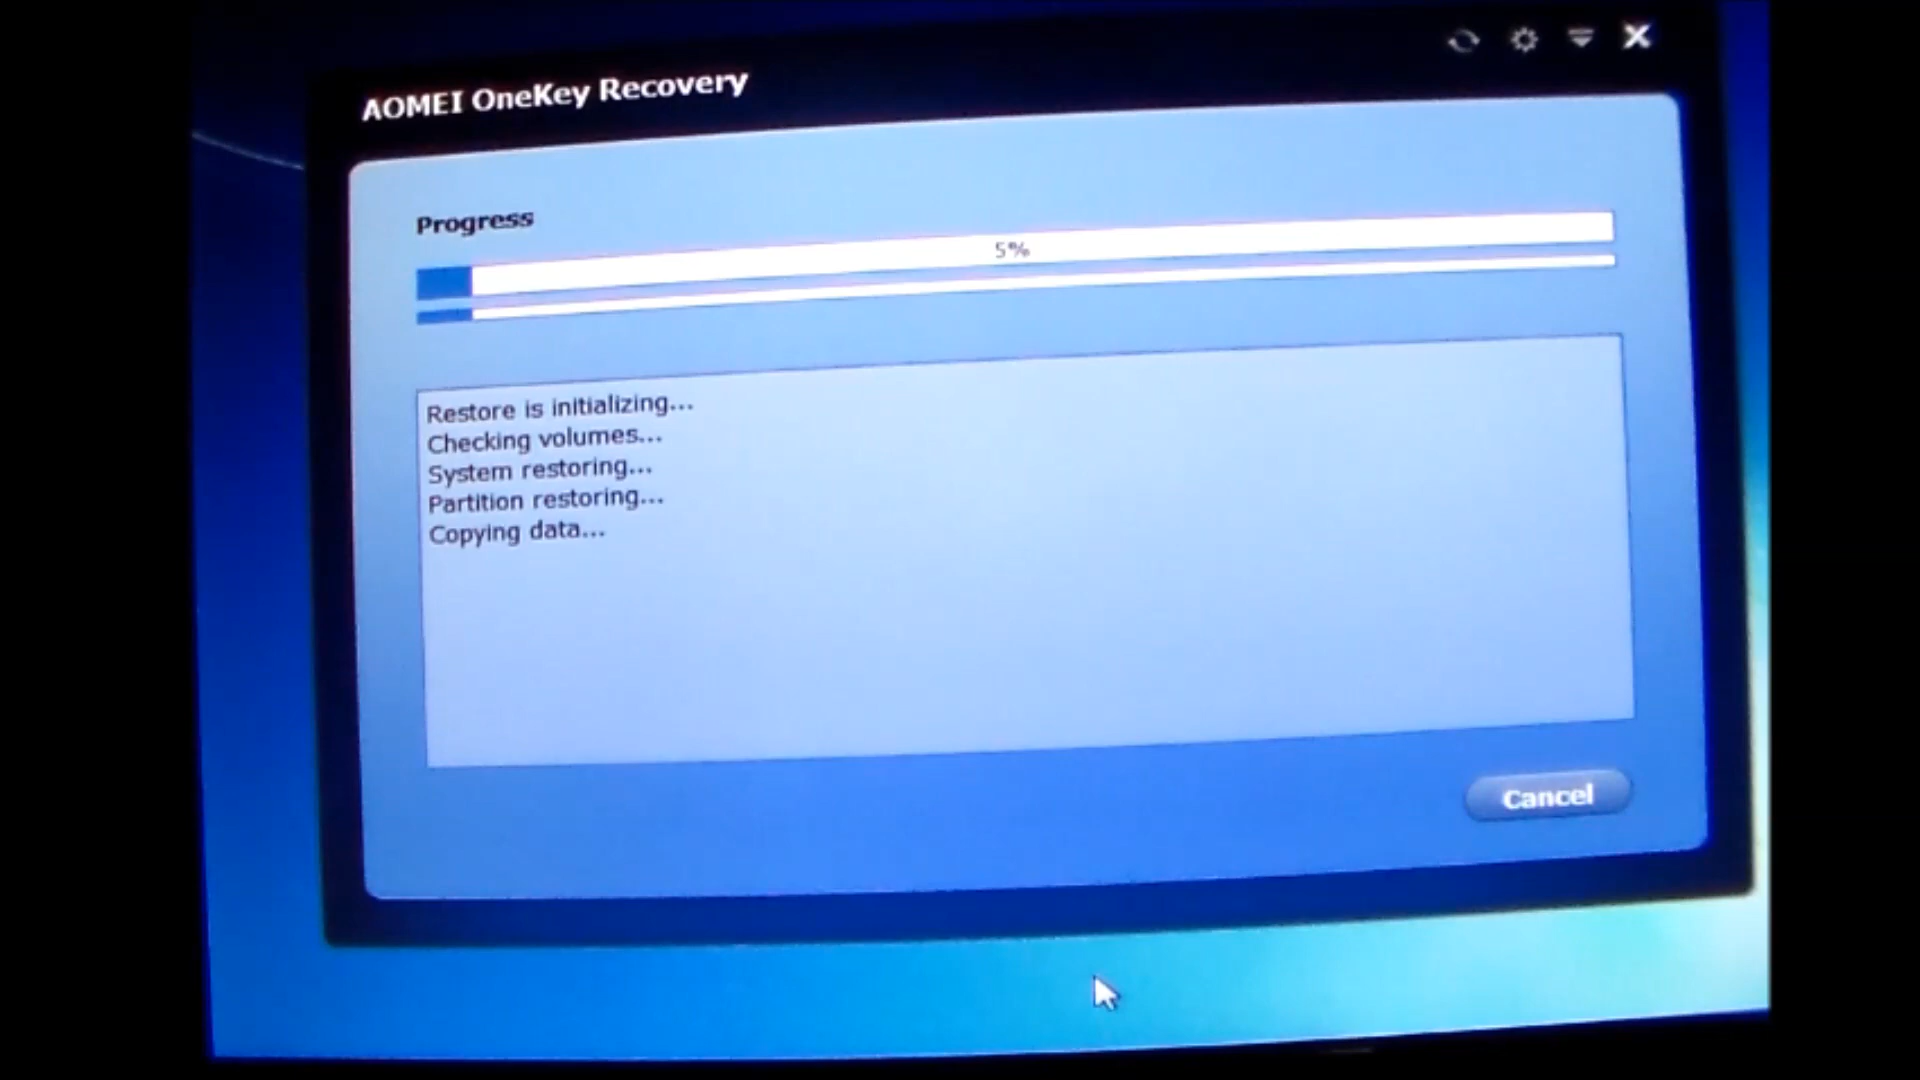 AOMEI OneKey Recovery
Progress
5%
Restore is initializing...
Checking volumes...
System restoring...
Partition restoring...
Copying data...
Cancel